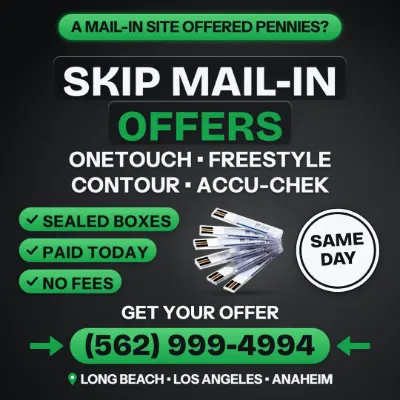 A MAIL-IN SITE OFFERED PENNIES?
SKIP MAIL-IN
OFFERS
ONETOUCH ▪ FREESTYLE
CONTOUR ▪ ACCU-CHEK
✓ SEALED BOXES
✓ PAID TODAY
✓ NO FEES
SAME
DAY
GET YOUR OFFER
(562) 999-4994
LONG BEACH ▪ LOS ANGELES ▪ ANAHEIM